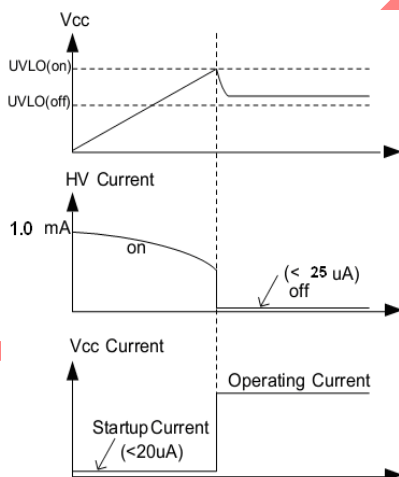 Vcc
UVLO(on)
UVLO(off)
HV Current
1.0 mA
on
(< 25 uA)
off
Vcc Current
Operating Current
Startup Current
(<20uA)